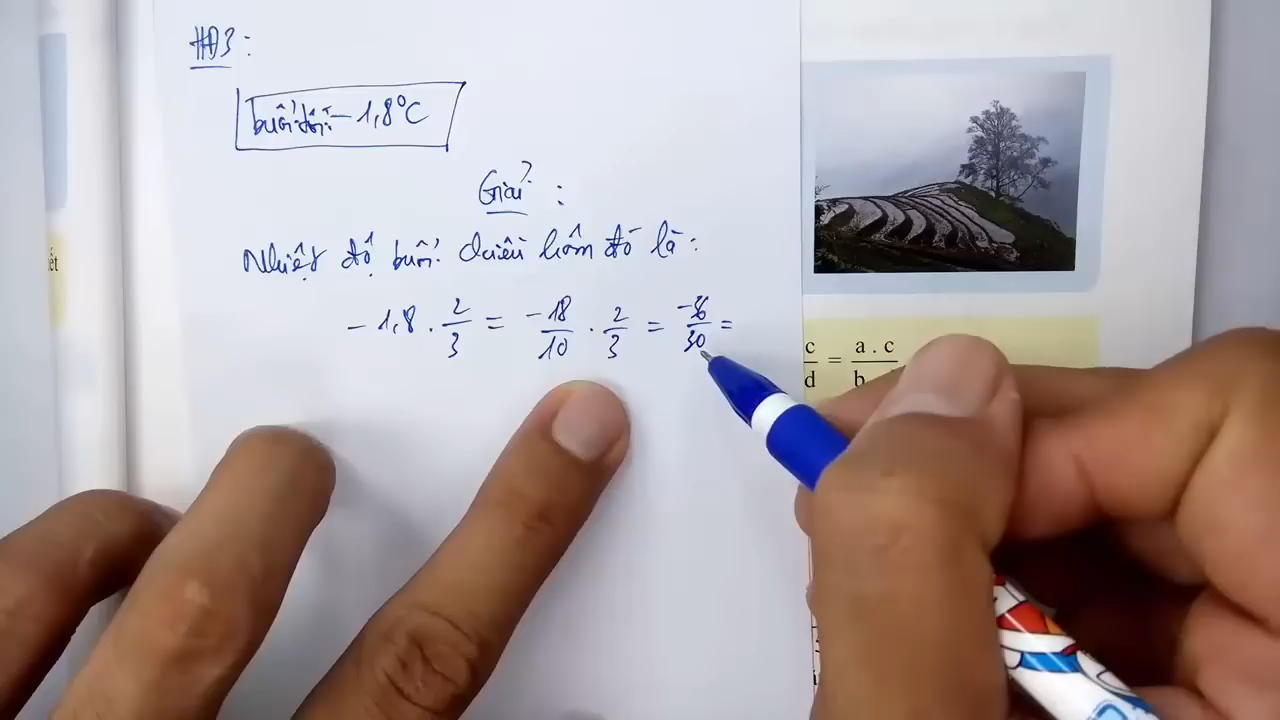 HĐ3:
buổi tối: -1,8°C
Giải:
Nhiệt độ buổi chiều hôm đó là:
-1,8 . 2/3 = -18/10 . 2/3 = -36/30 =
ết
c/d = a . c/b